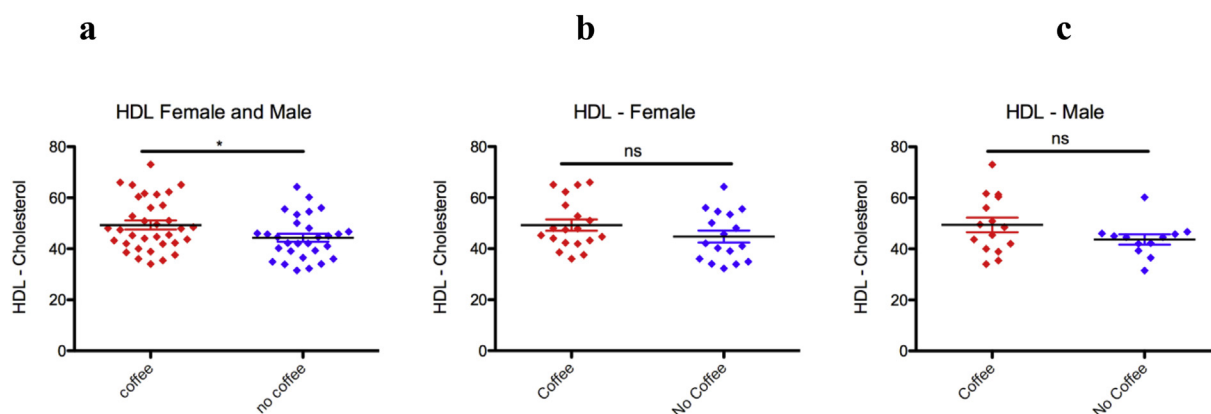 a
b
c
HDL Female and Male
HDL - Female
HDL - Male
*
ns
ns
80
60
40
20
0
HDL - Cholesterol
coffee
no coffee
80
60
40
20
0
HDL - Cholesterol
Coffee
No Coffee
80
60
40
20
0
HDL - Cholesterol
Coffee
No Coffee